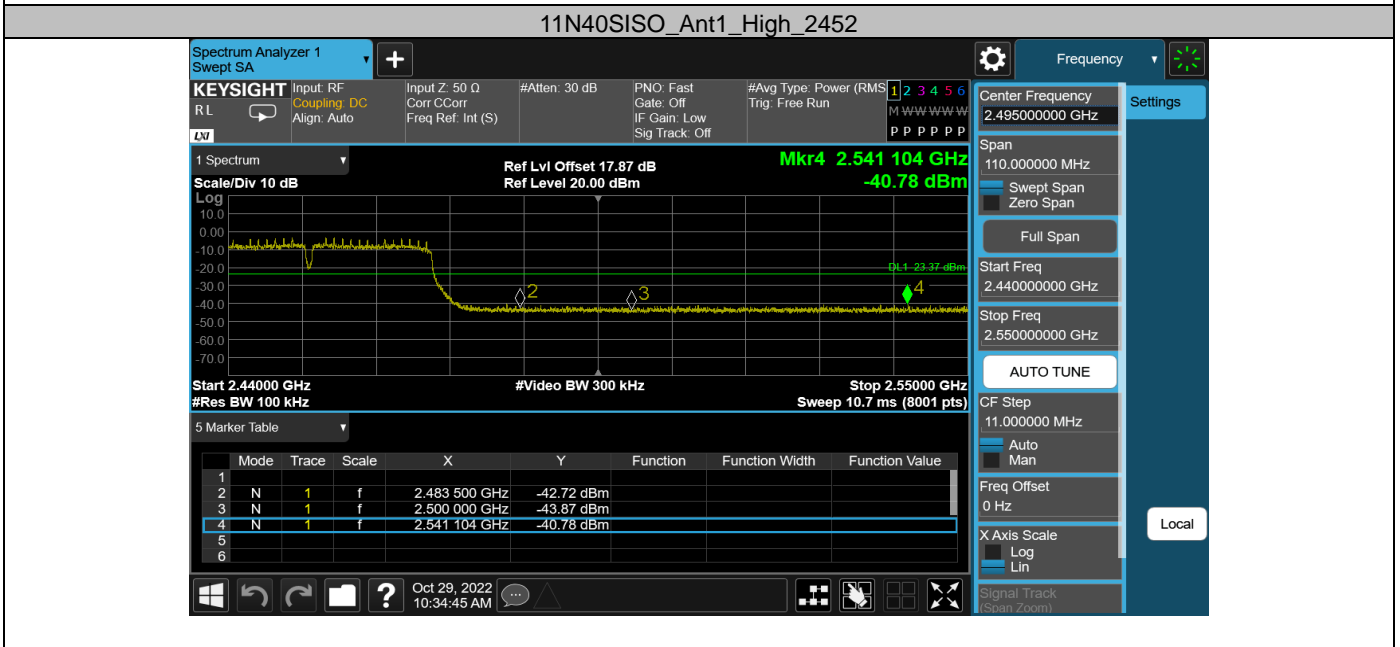 11N40SISO_Ant1_High_2452
Spectrum Analyzer 1
Swept SA
+
Frequency
KEYSIGHT
RL
LXI
Input: RF
Coupling: DC
Align: Auto
Input Z: 50 Ω
Corr CCorr
Freq Ref: Int (S)
#Atten: 30 dB
PNO: Fast
Gate: Off
IF Gain: Low
Sig Track: Off
#Avg Type: Power (RMS
Trig: Free Run
1 2 3 4 5 6
M W W W W W
P P P P P P
1 Spectrum
Scale/Div 10 dB
Ref Lvl Offset 17.87 dB
Ref Level 20.00 dBm
Mkr4 2.541 104 GHz
-40.78 dBm
Log
10.0
0.00
-10.0
-20.0
-30.0
-40.0
-50.0
-60.0
-70.0
DL1 -23.37 dBm
2
3
4
Start 2.44000 GHz
#Video BW 300 kHz
Stop 2.55000 GHz
#Res BW 100 kHz
Sweep 10.7 ms (8001 pts)
5 Marker Table
Mode Trace Scale X Y Function Function Width Function Value
1
2 N 1 f 2.483 500 GHz -42.72 dBm
3 N 1 f 2.500 000 GHz -43.87 dBm
4 N 1 f 2.541 104 GHz -40.78 dBm
5
6
Center Frequency
2.495000000 GHz
Settings
Span
110.000000 MHz
Swept Span
Zero Span
Full Span
Start Freq
2.440000000 GHz
Stop Freq
2.550000000 GHz
AUTO TUNE
CF Step
11.000000 MHz
Auto
Man
Freq Offset
0 Hz
X Axis Scale
Log
Lin
Local
Signal Track
(Span Zoom)
?
Oct 29, 2022
10:34:45 AM